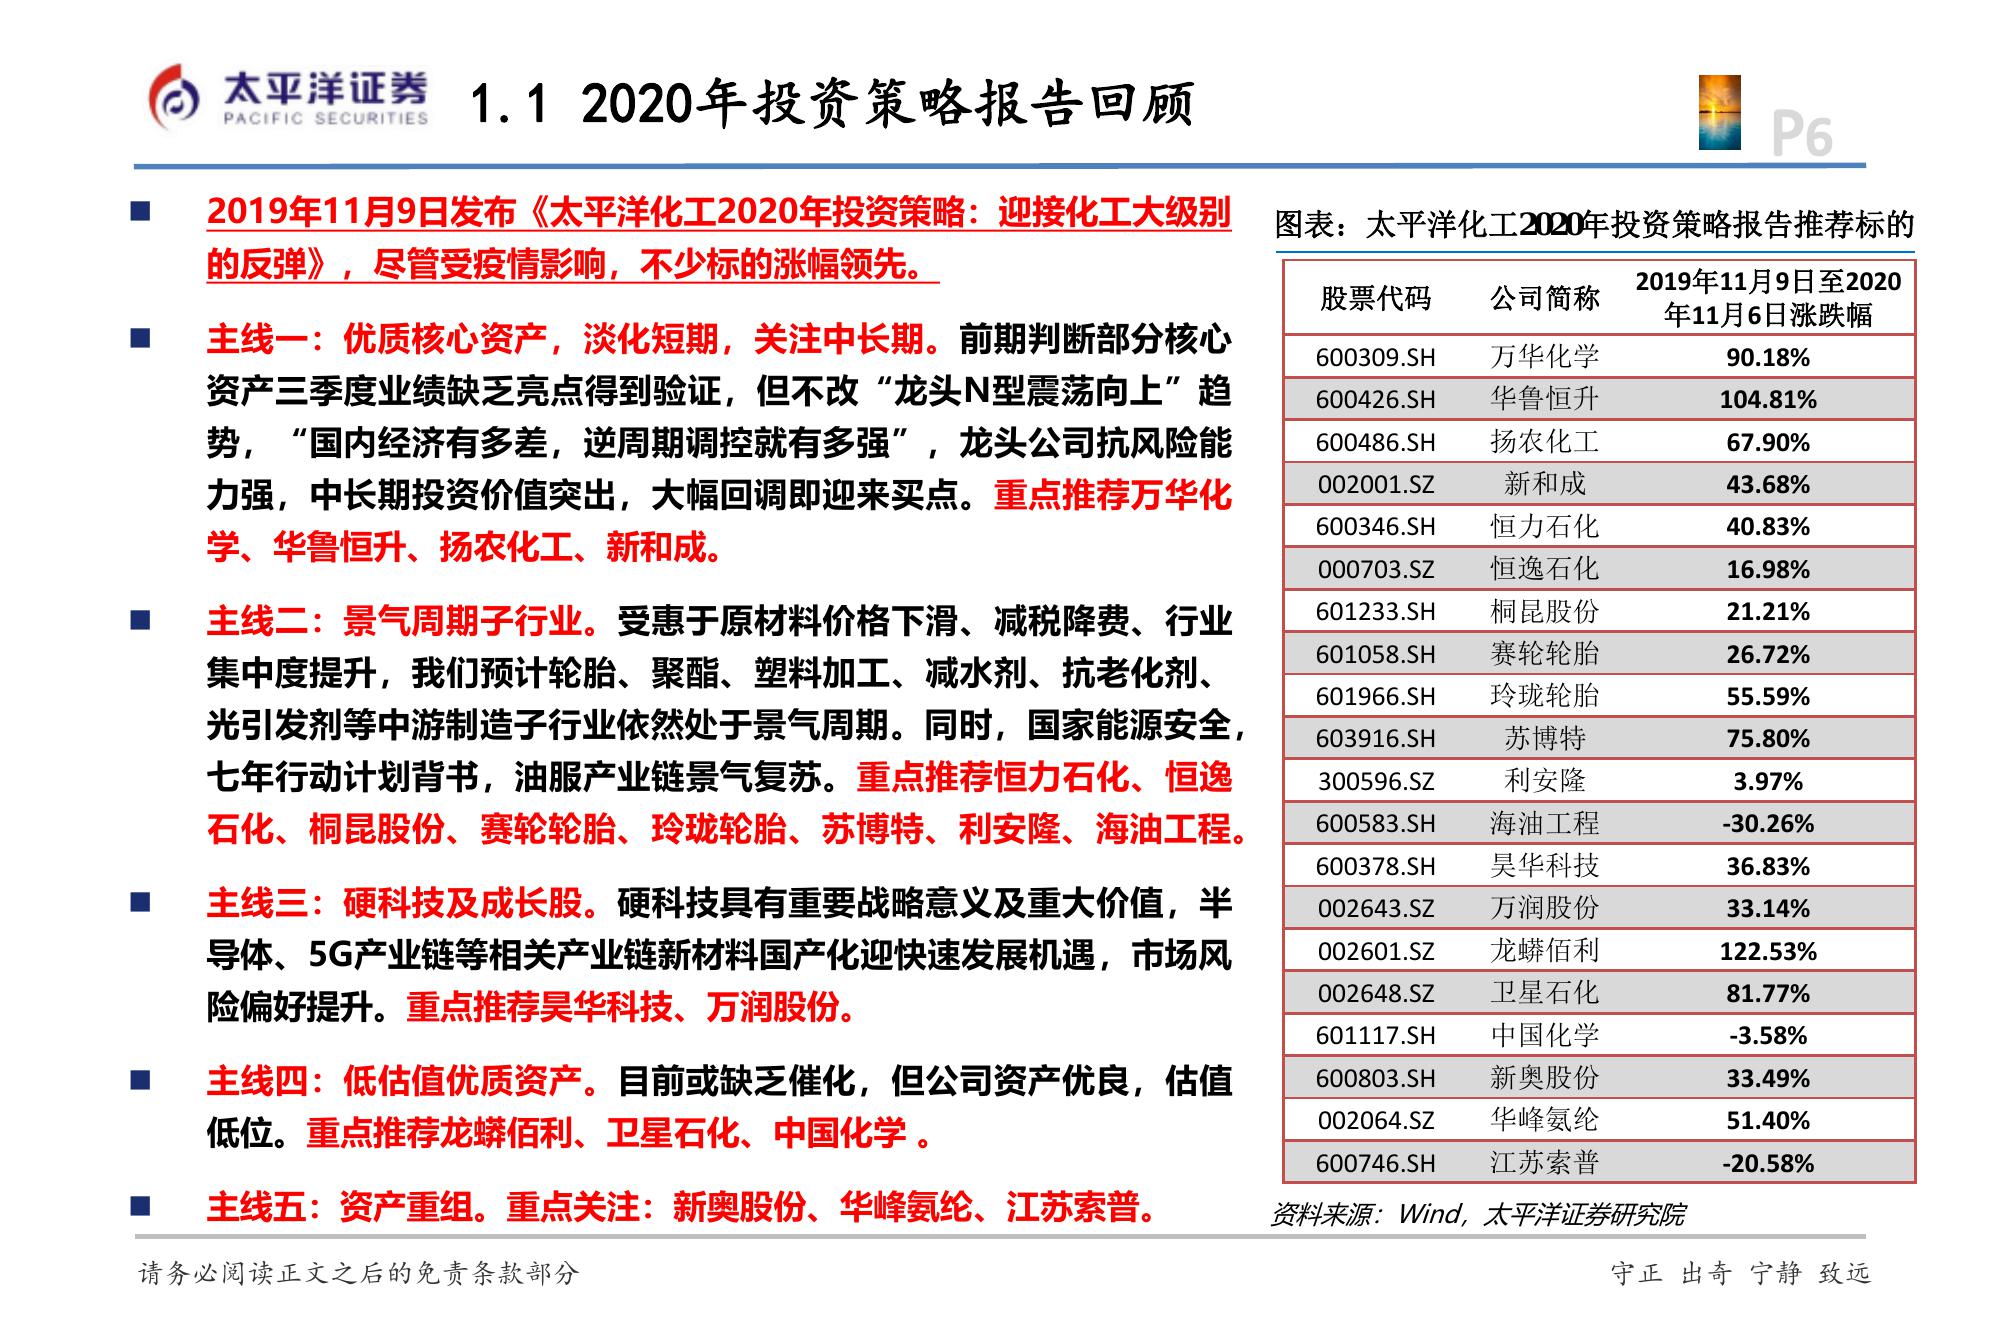 太平洋证券
PACIFIC SECURITIES
1.1 2020年投资策略报告回顾
P6
2019年11月9日发布《太平洋化工2020年投资策略：迎接化工大级别
的反弹》，尽管受疫情影响，不少标的涨幅领先。
主线一：优质核心资产，淡化短期，关注中长期。前期判断部分核心
资产三季度业绩缺乏亮点得到验证，但不改“龙头N型震荡向上”趋
势，“国内经济有多差，逆周期调控就有多强”，龙头公司抗风险能
力强，中长期投资价值突出，大幅回调即迎来买点。重点推荐万华化
学、华鲁恒升、扬农化工、新和成。
主线二：景气周期子行业。受惠于原材料价格下滑、减税降费、行业
集中度提升，我们预计轮胎、聚酯、塑料加工、减水剂、抗老化剂、
光引发剂等中游制造子行业依然处于景气周期。同时，国家能源安全，
七年行动计划背书，油服产业链景气复苏。重点推荐恒力石化、恒逸
石化、桐昆股份、赛轮轮胎、玲珑轮胎、苏博特、利安隆、海油工程。
主线三：硬科技及成长股。硬科技具有重要战略意义及重大价值，半
导体、5G产业链等相关产业链新材料国产化迎快速发展机遇，市场风
险偏好提升。重点推荐昊华科技、万润股份。
主线四：低估值优质资产。目前或缺乏催化，但公司资产优良，估值
低位。重点推荐龙蟒佰利、卫星石化、中国化学 。
主线五：资产重组。重点关注：新奥股份、华峰氨纶、江苏索普。
图表：太平洋化工2020年投资策略报告推荐标的
股票代码 公司简称 2019年11月9日至2020
年11月6日涨跌幅
600309.SH 万华化学 90.18%
600426.SH 华鲁恒升 104.81%
600486.SH 扬农化工 67.90%
002001.SZ 新和成 43.68%
600346.SH 恒力石化 40.83%
000703.SZ 恒逸石化 16.98%
601233.SH 桐昆股份 21.21%
601058.SH 赛轮轮胎 26.72%
601966.SH 玲珑轮胎 55.59%
603916.SH 苏博特 75.80%
300596.SZ 利安隆 3.97%
600583.SH 海油工程 -30.26%
600378.SH 昊华科技 36.83%
002643.SZ 万润股份 33.14%
002601.SZ 龙蟒佰利 122.53%
002648.SZ 卫星石化 81.77%
601117.SH 中国化学 -3.58%
600803.SH 新奥股份 33.49%
002064.SZ 华峰氨纶 51.40%
600746.SH 江苏索普 -20.58%
资料来源：Wind，太平洋证券研究院
请务必阅读正文之后的免责条款部分
守正 出奇 宁静 致远